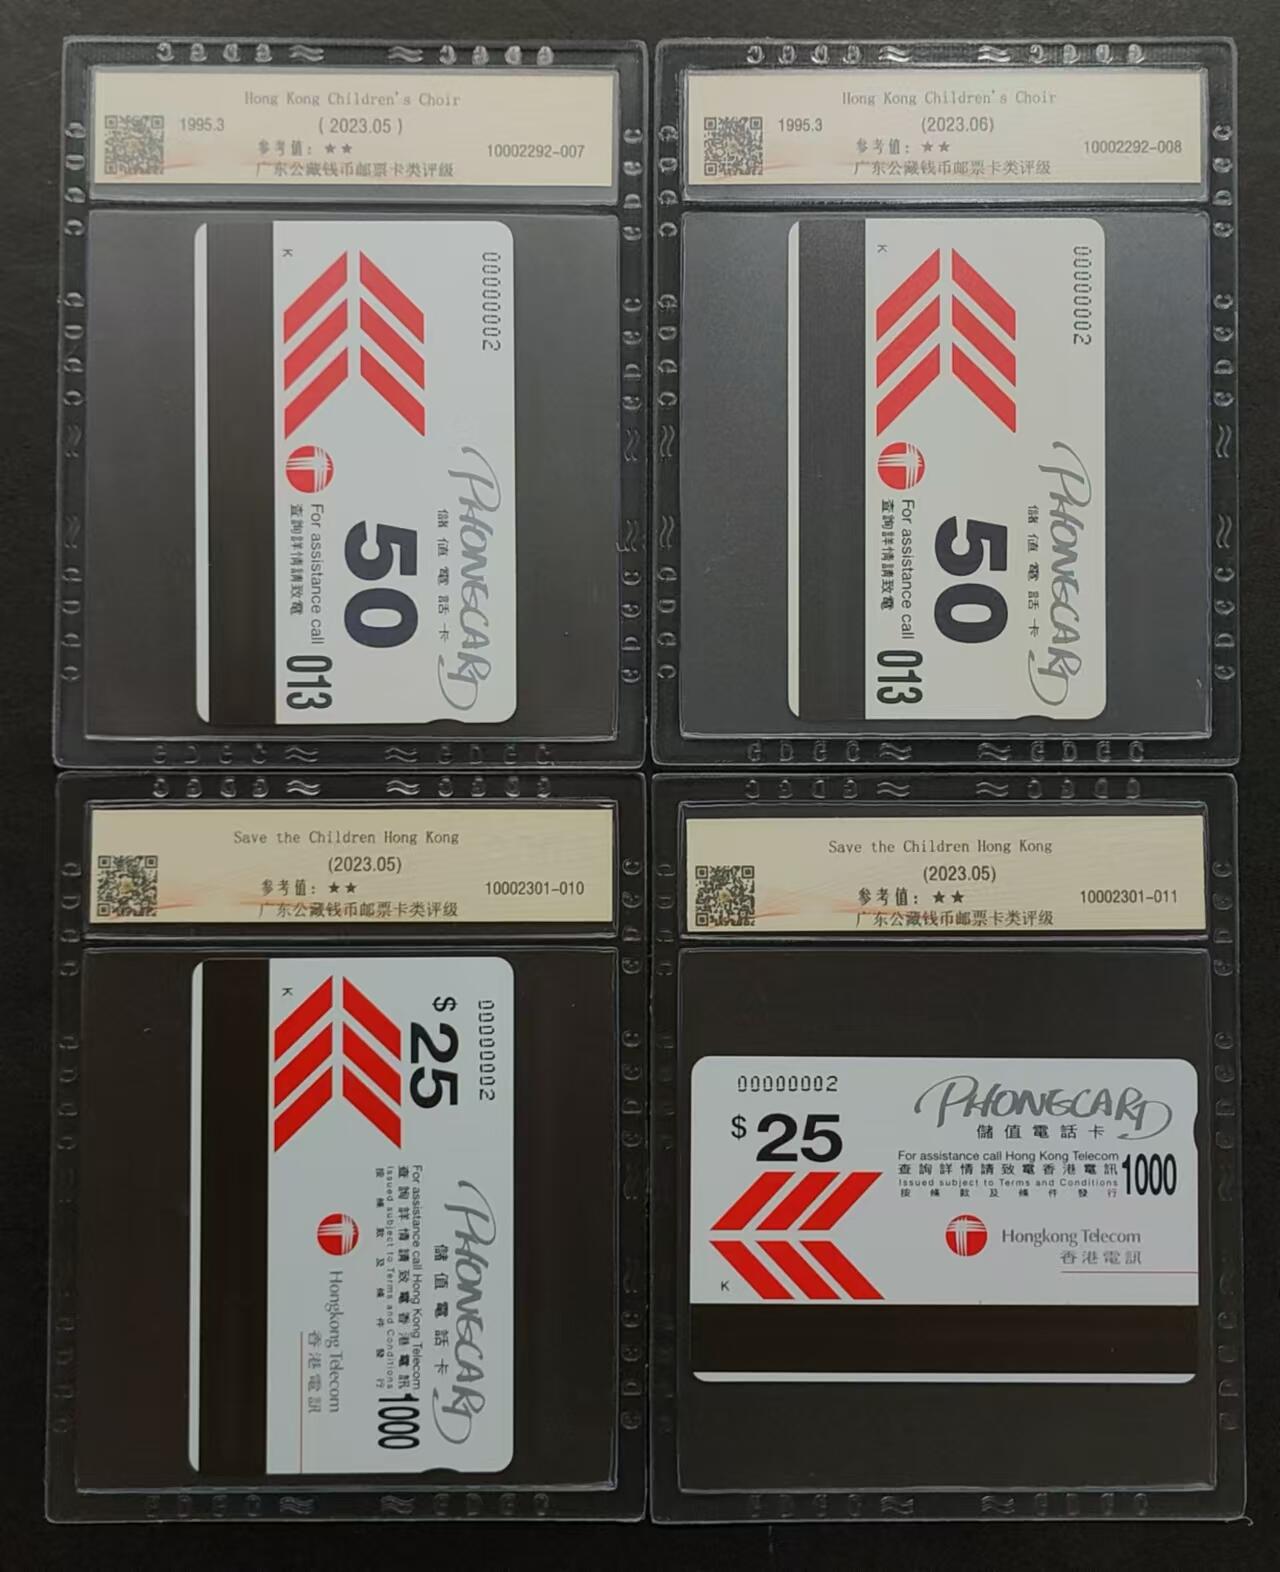 Hong Kong Children's Choir
1995.3
( 2023.05 )
参考值：★★
10002292-007
广东公藏钱币邮票卡类评级
00000002
K
PHONECARD
儲值電話卡
50
For assistance call
查詢詳情請致電
013
Hong Kong Children's Choir
1995.3
(2023.06)
参考值：★★
10002292-008
广东公藏钱币邮票卡类评级
00000002
K
PHONECARD
儲值電話卡
50
For assistance call
查詢詳情請致電
013
Save the Children Hong Kong
(2023.05)
参考值：★★
10002301-010
广东公藏钱币邮票卡类评级
00000002
$25
K
PHONECARD
儲值電話卡
For assistance call Hong Kong Telecom
查詢詳情請致電香港電訊
Issued subject to Terms and Conditions
按條款及條件發行
1000
Hongkong Telecom
香港電訊
Save the Children Hong Kong
(2023.05)
参考值：★★
10002301-011
广东公藏钱币邮票卡类评级
00000002
$25
PHONECARD
儲值電話卡
For assistance call Hong Kong Telecom
查詢詳情請致電香港電訊
Issued subject to Terms and Conditions
按條款及條件發行
1000
Hongkong Telecom
香港電訊
K